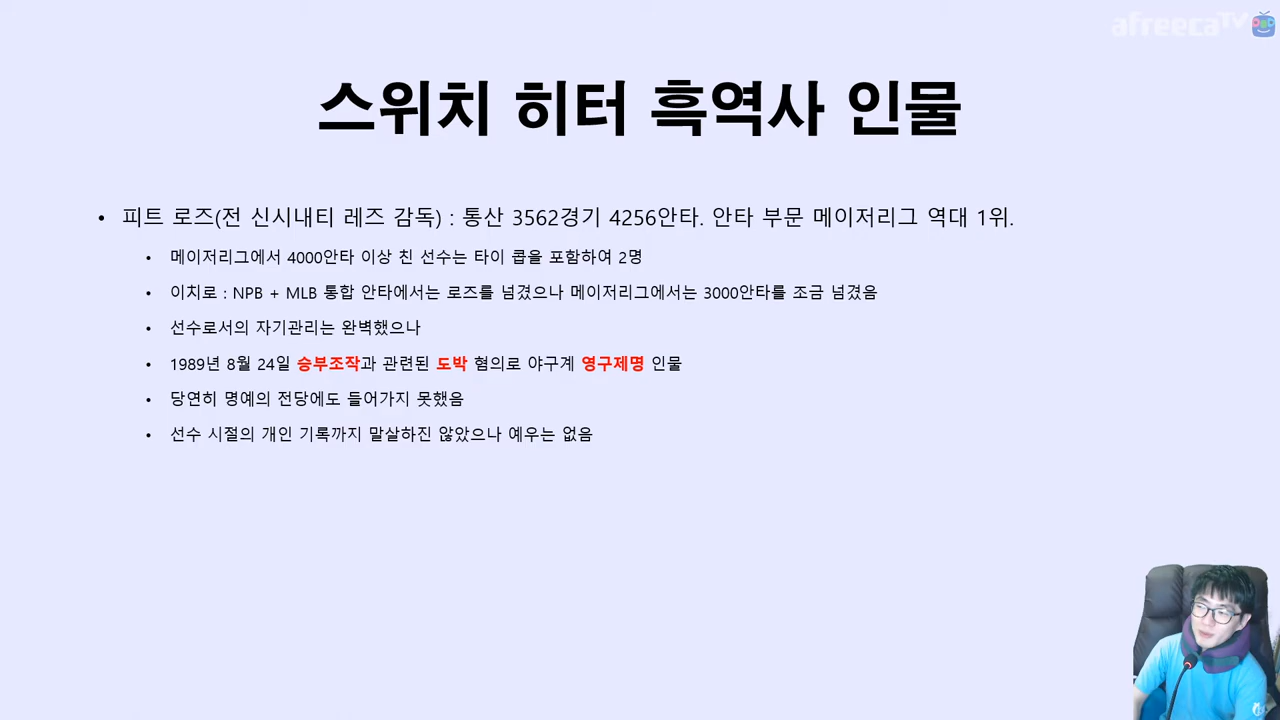 afreecaTV
스위치 히터 흑역사 인물
• 피트 로즈(전 신시내티 레즈 감독) : 통산 3562경기 4256안타. 안타 부문 메이저리그 역대 1위.
• 메이저리그에서 4000안타 이상 친 선수는 타이 콥을 포함하여 2명
• 이치로 : NPB + MLB 통합 안타에서는 로즈를 넘겼으나 메이저리그에서는 3000안타를 조금 넘겼음
• 선수로서의 자기관리는 완벽했으나
• 1989년 8월 24일 승부조작과 관련된 도박 혐의로 야구계 영구제명 인물
• 당연히 명예의 전당에도 들어가지 못했음
• 선수 시절의 개인 기록까지 말살하진 않았으나 예우는 없음